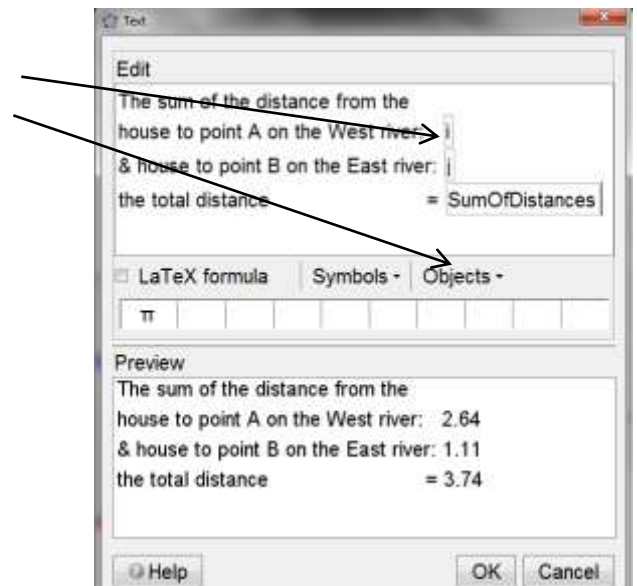 Text
Edit
The sum of the distance from the
house to point A on the West river: i
& house to point B on the East river: j
the total distance = SumOfDistances
LaTeX formula Symbols Objects
π
Preview
The sum of the distance from the
house to point A on the West river: 2.64
& house to point B on the East river: 1.11
the total distance = 3.74
Help OK Cancel